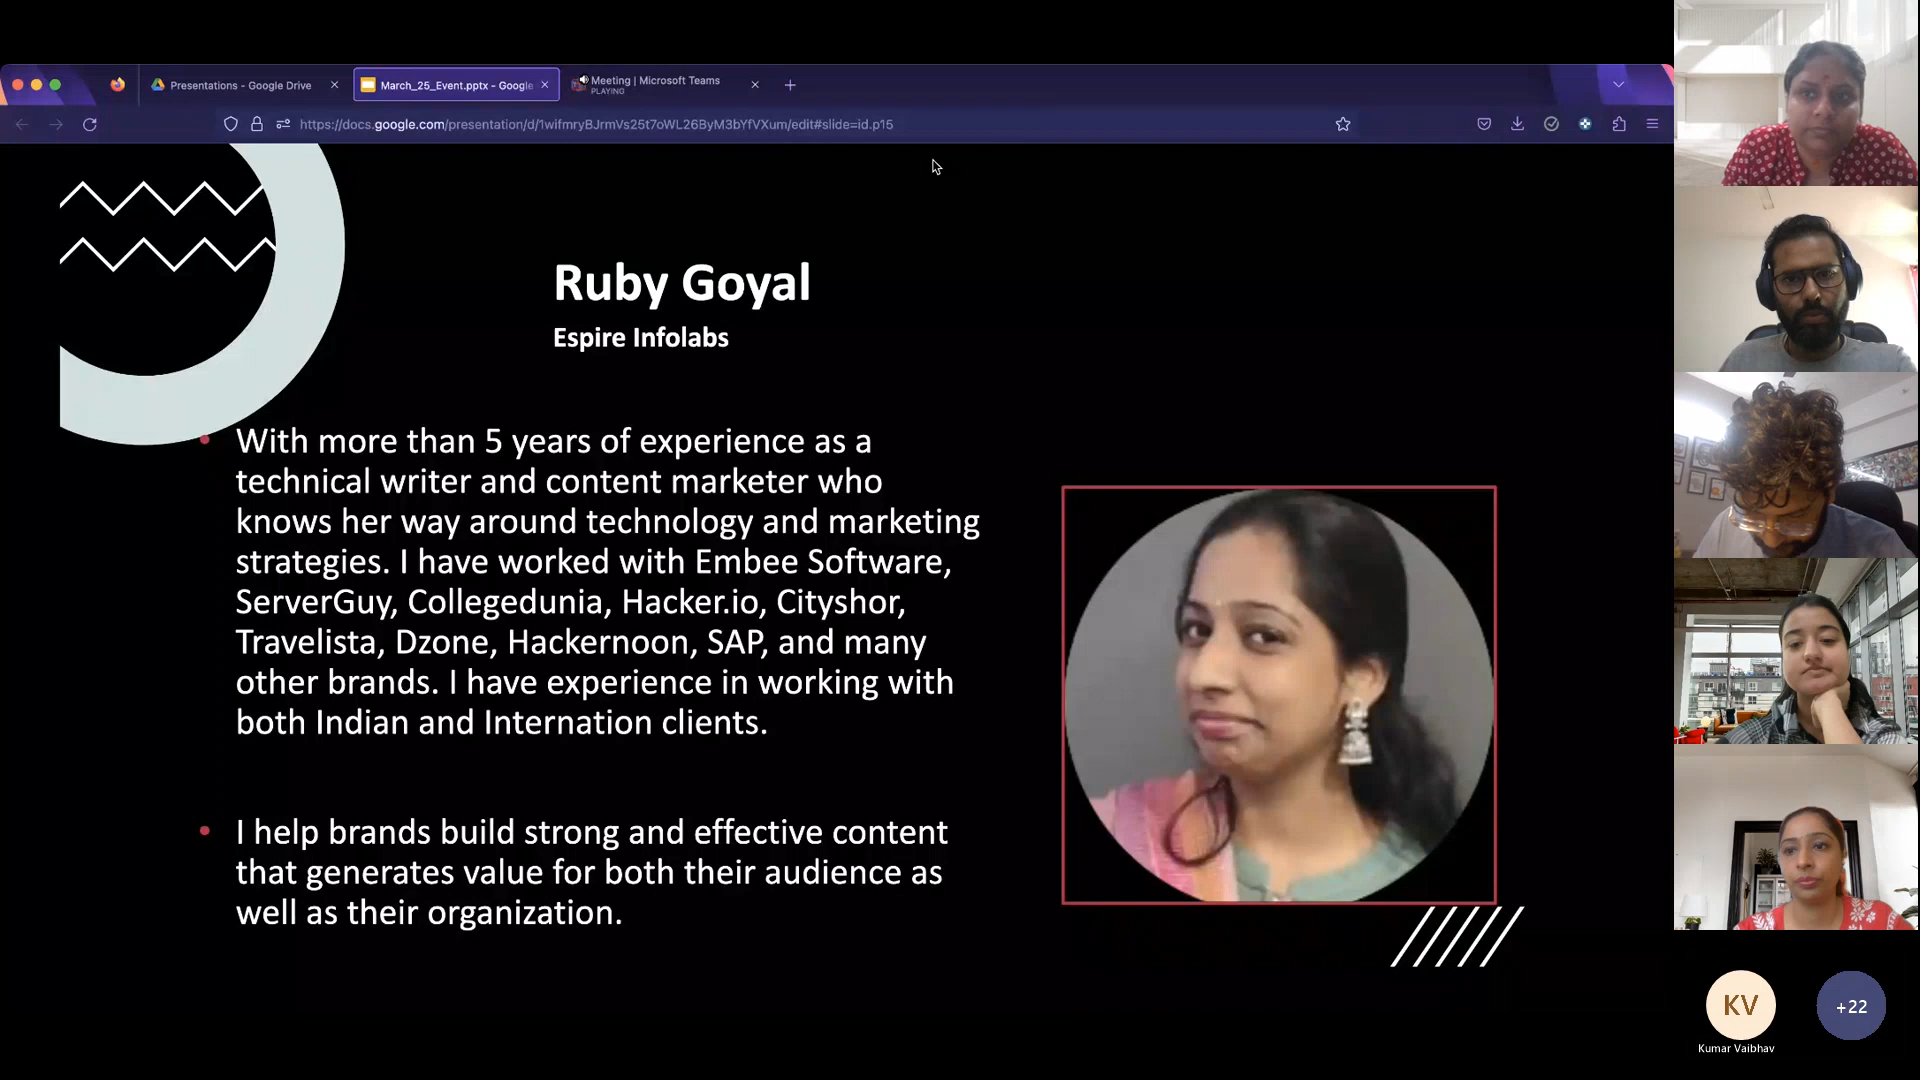 Presentations - Google Drive
March_25_Event.pptx - Google
Meeting | Microsoft Teams
PLAYING
https://docs.google.com/presentation/d/1wifmryBJrmVs25t7oWL26ByM3bYfVXum/edit#slide=id.p15
Ruby Goyal
Espire Infolabs
• With more than 5 years of experience as a
technical writer and content marketer who
knows her way around technology and marketing
strategies. I have worked with Embee Software,
ServerGuy, Collegedunia, Hacker.io, Cityshor,
Travelista, Dzone, Hackernoon, SAP, and many
other brands. I have experience in working with
both Indian and Internation clients.
• I help brands build strong and effective content
that generates value for both their audience as
well as their organization.
KV
Kumar Vaibhav
+22